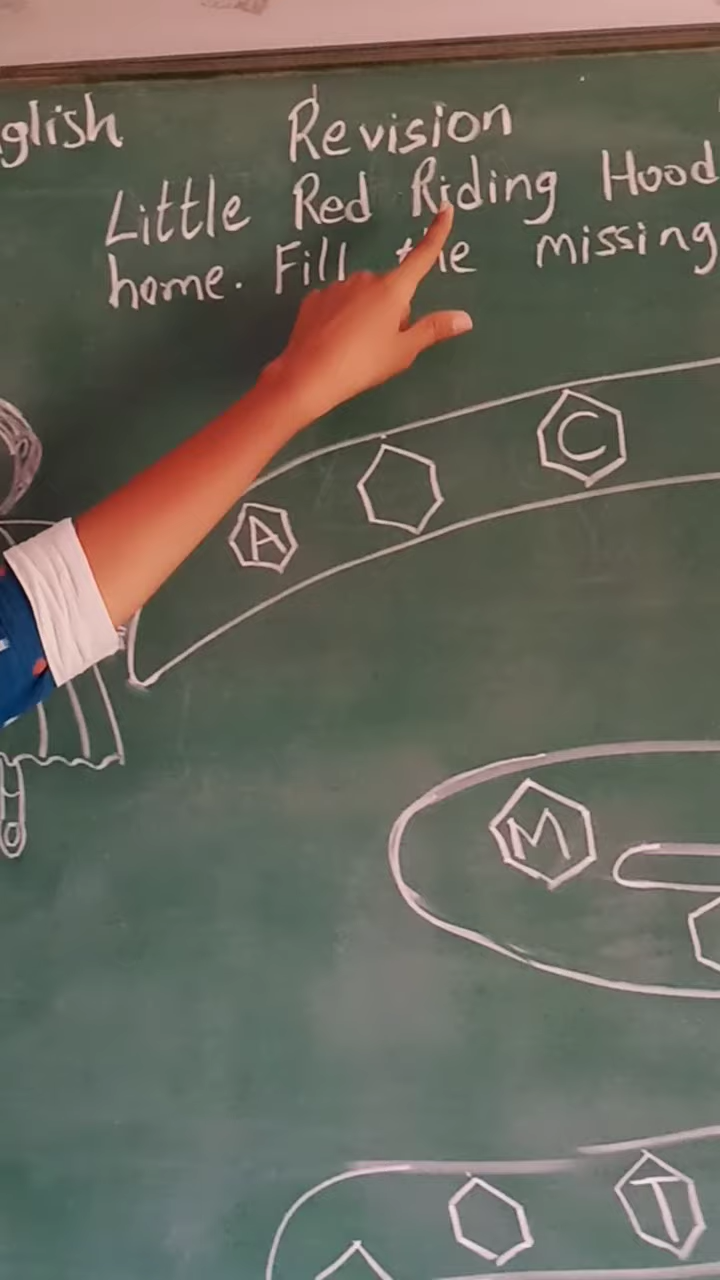 glish Revision
Little Red Riding Hood
home. Fill the missing
A C
M
T